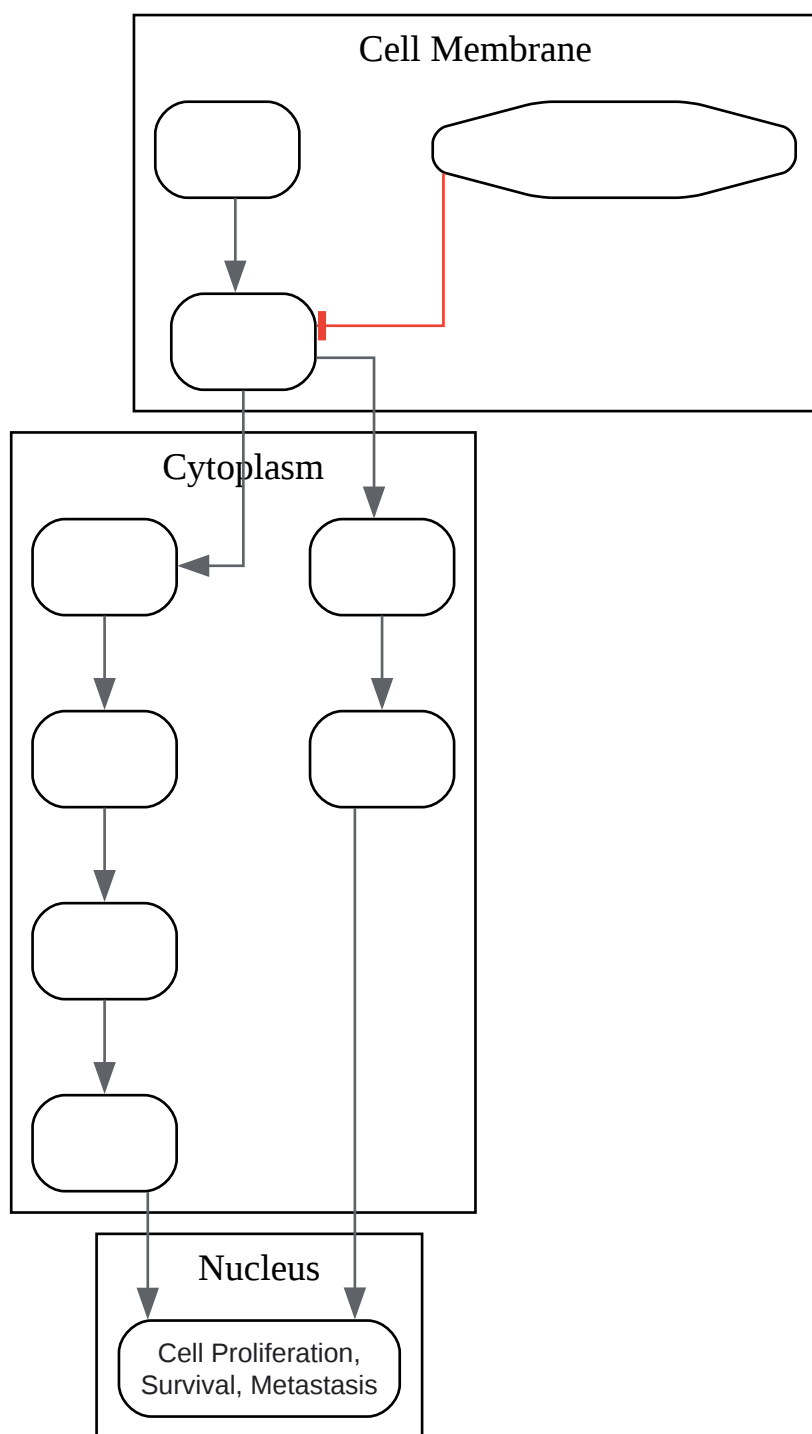 Cell Membrane
Cytoplasm
Nucleus
Cell Proliferation,
Survival, Metastasis